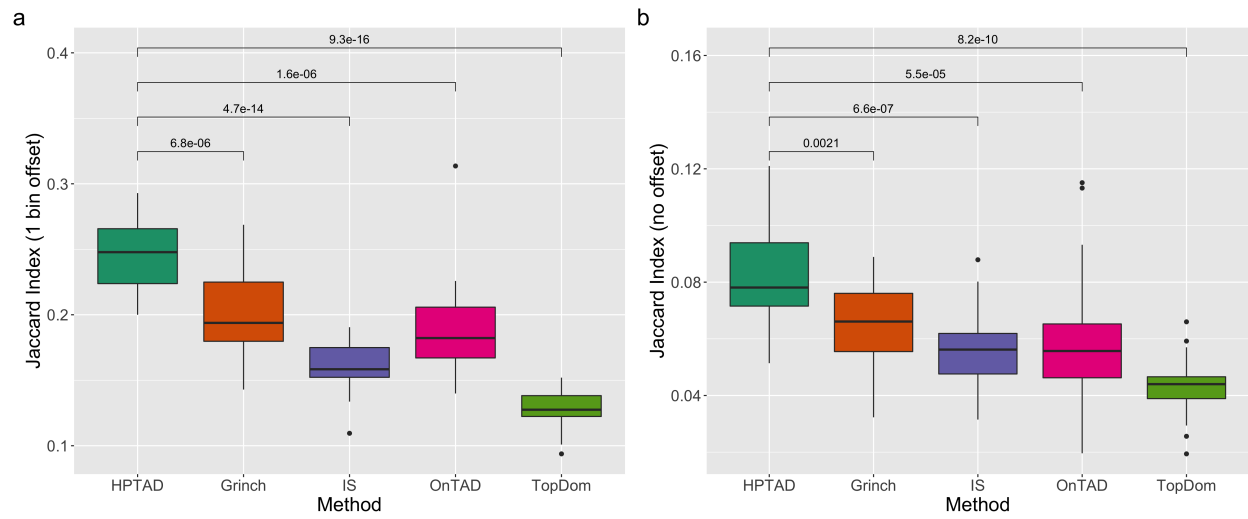 a
Jaccard Index (1 bin offset)
0.4
0.3
0.2
0.1
9.3e-16
1.6e-06
4.7e-14
6.8e-06
HPTAD
Grinch
IS
OnTAD
TopDom
Method
b
Jaccard Index (no offset)
0.16
0.12
0.08
0.04
8.2e-10
5.5e-05
6.6e-07
0.0021
HPTAD
Grinch
IS
OnTAD
TopDom
Method